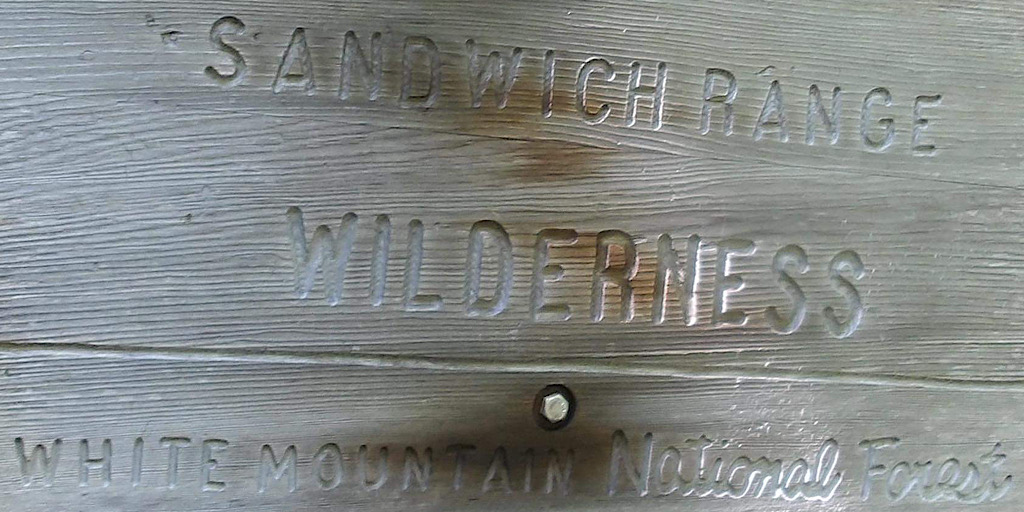 SANDWICH RANGE
WILDERNESS
WHITE MOUNTAIN National Forest